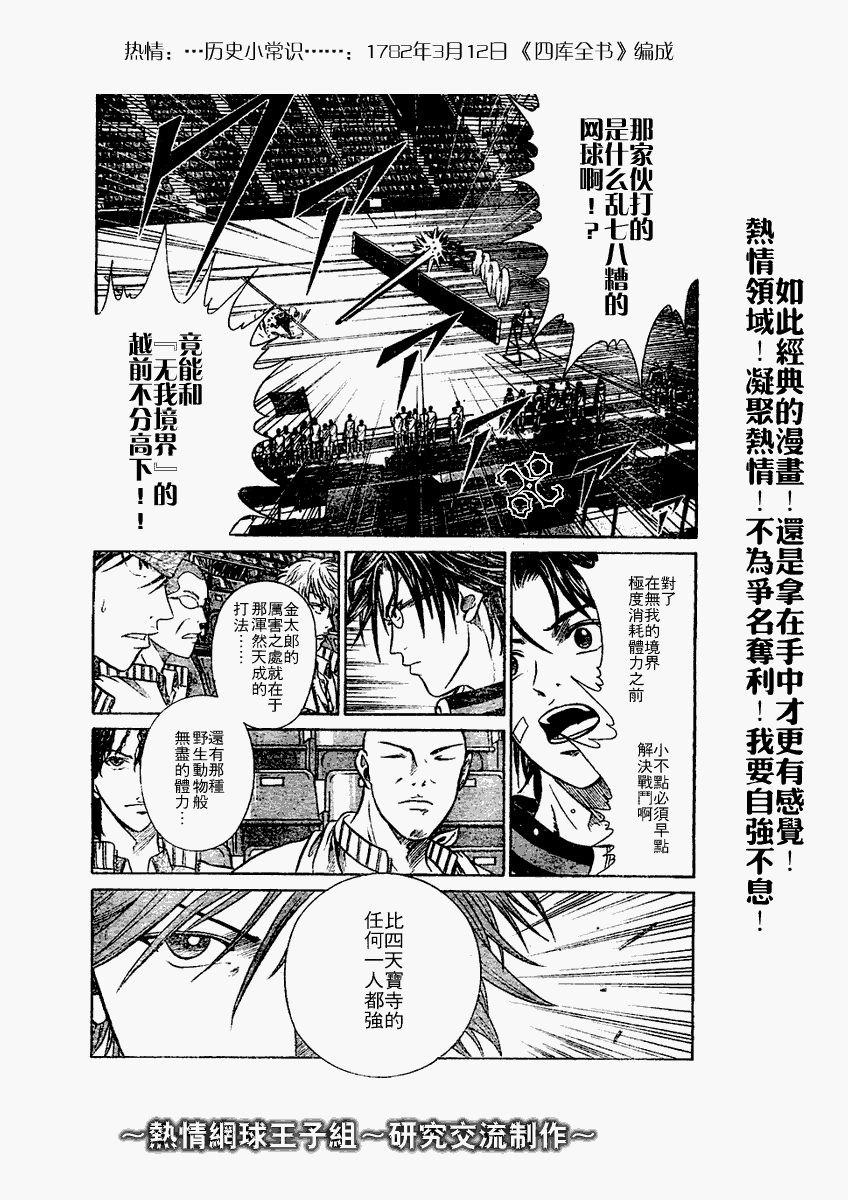 热情：…历史小常识……：1782年3月12日《四库全书》编成
那家伙打的
是什么乱七八糟的
网球啊！？
竟能和
『无我境界』的
越前不分高下！！
如此經典的漫畫！還是拿在手中才更有感覺！
熱情領域！凝聚熱情！不為爭名奪利！我要自強不息！
對了
在無我的境界
極度消耗體力之前
小不點必須早點
解決戰鬥啊
金太郎的
厲害之處就在于
那渾然天成的
打法……
還有那種
野生動物般
無盡的體力…
比四天寶寺的
任何一人都強
～熱情網球王子組～研究交流制作～